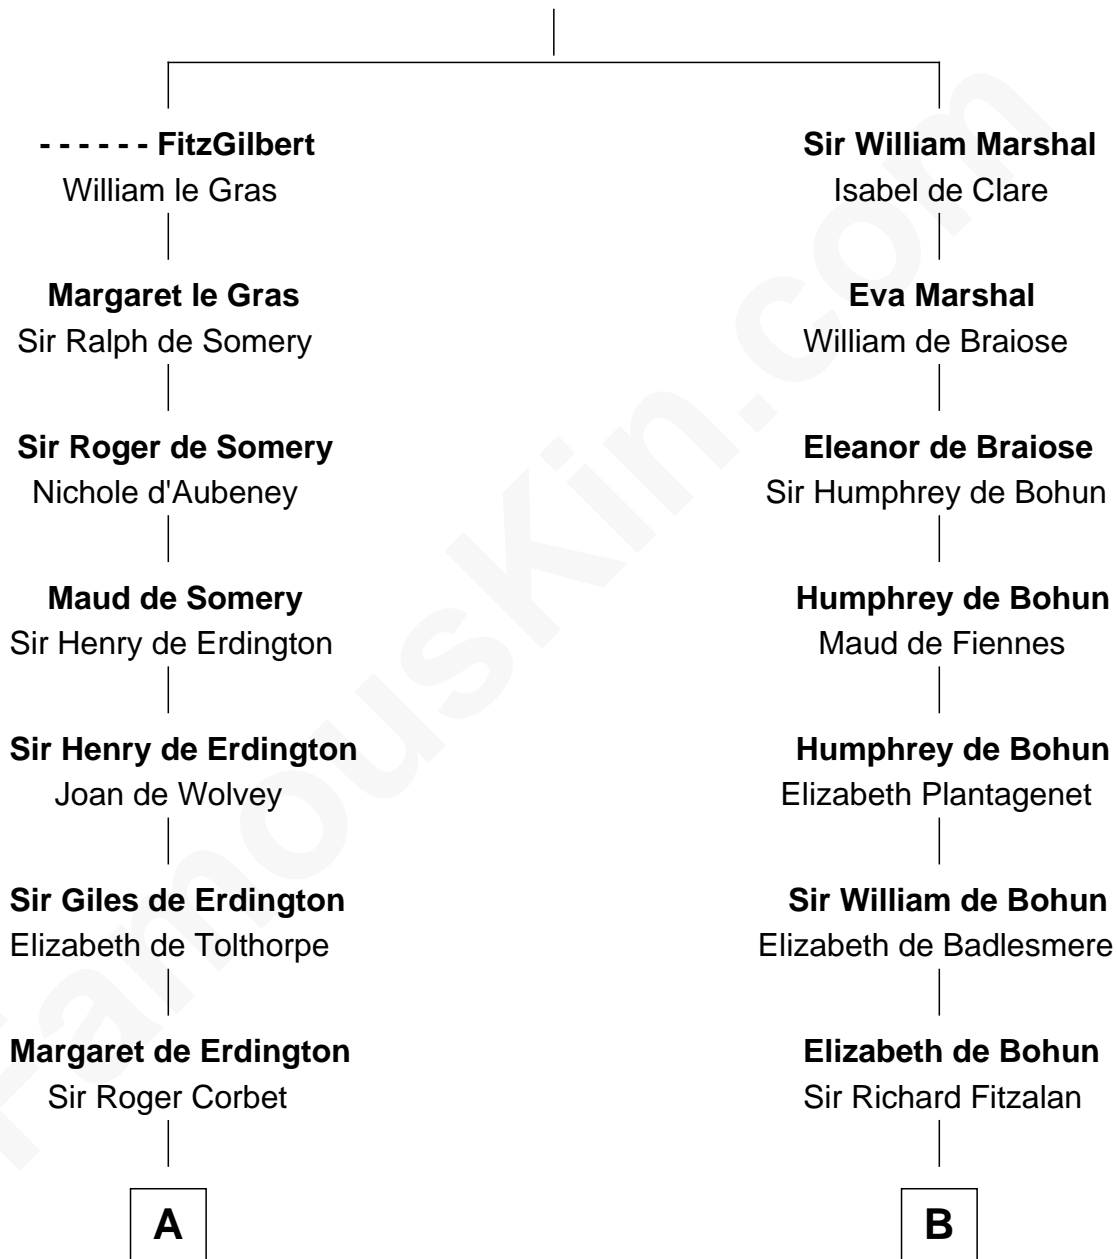 - - - - - - FitzGilbert
William le Gras
Margaret le Gras
Sir Ralph de Somery
Sir Roger de Somery
Nichole d'Aubeney
Maud de Somery
Sir Henry de Erdington
Sir Henry de Erdington
Joan de Wolvey
Sir Giles de Erdington
Elizabeth de Tolthorpe
Margaret de Erdington
Sir Roger Corbet
A
Sir William Marshal
Isabel de Clare
Eva Marshal
William de Braiose
Eleanor de Braiose
Sir Humphrey de Bohun
Humphrey de Bohun
Maud de Fiennes
Humphrey de Bohun
Elizabeth Plantagenet
Sir William de Bohun
Elizabeth de Badlesmere
Elizabeth de Bohun
Sir Richard Fitzalan
B
FamousKin.com